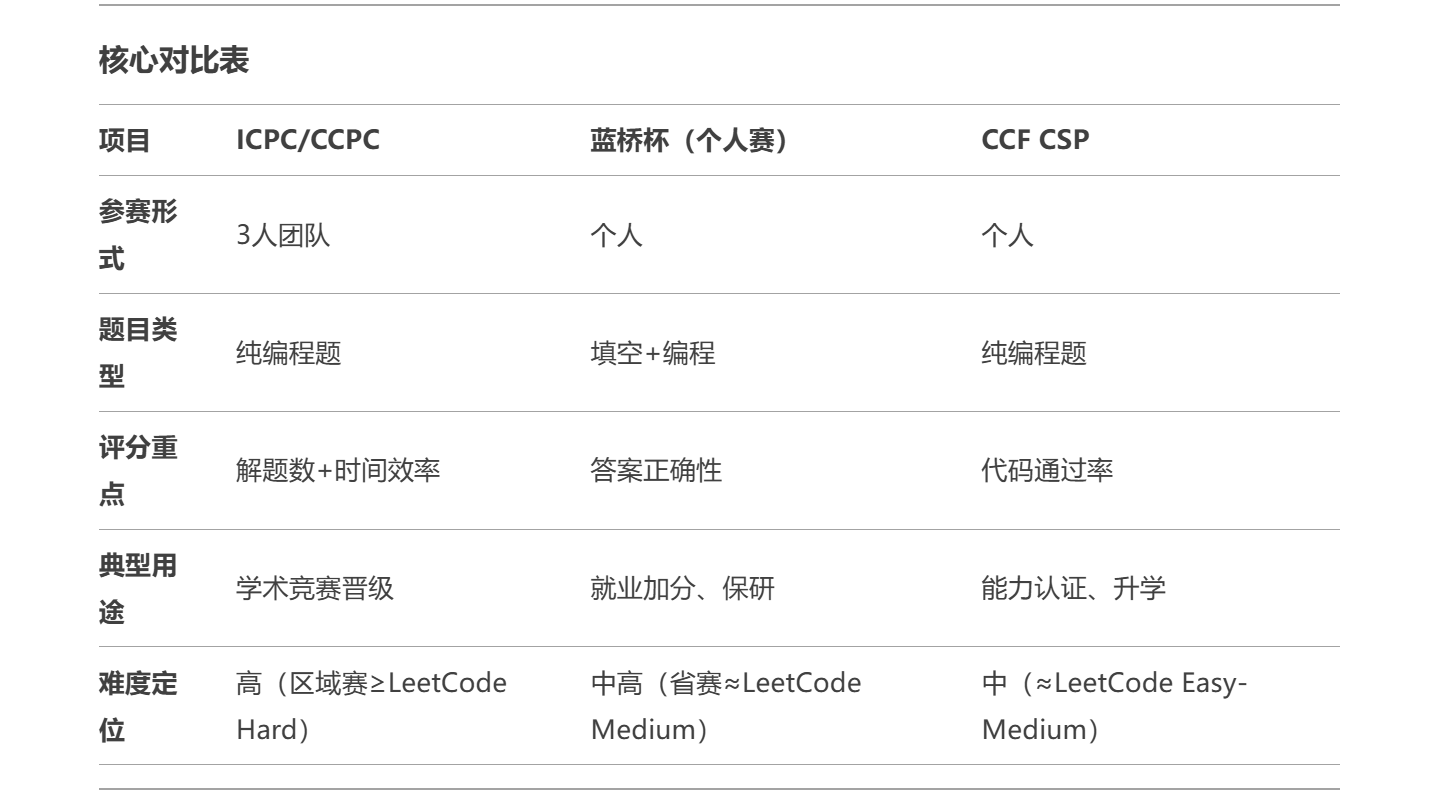 核心对比表
项目 ICPC/CCPC 蓝桥杯（个人赛） CCF CSP
参赛形
式 3人团队 个人 个人
题目类
型 纯编程题 填空+编程 纯编程题
评分重
点 解题数+时间效率 答案正确性 代码通过率
典型用
途 学术竞赛晋级 就业加分、保研 能力认证、升学
难度定 高（区域赛≥LeetCode 中高（省赛≈LeetCode 中（≈LeetCode Easy-
位 Hard） Medium） Medium）